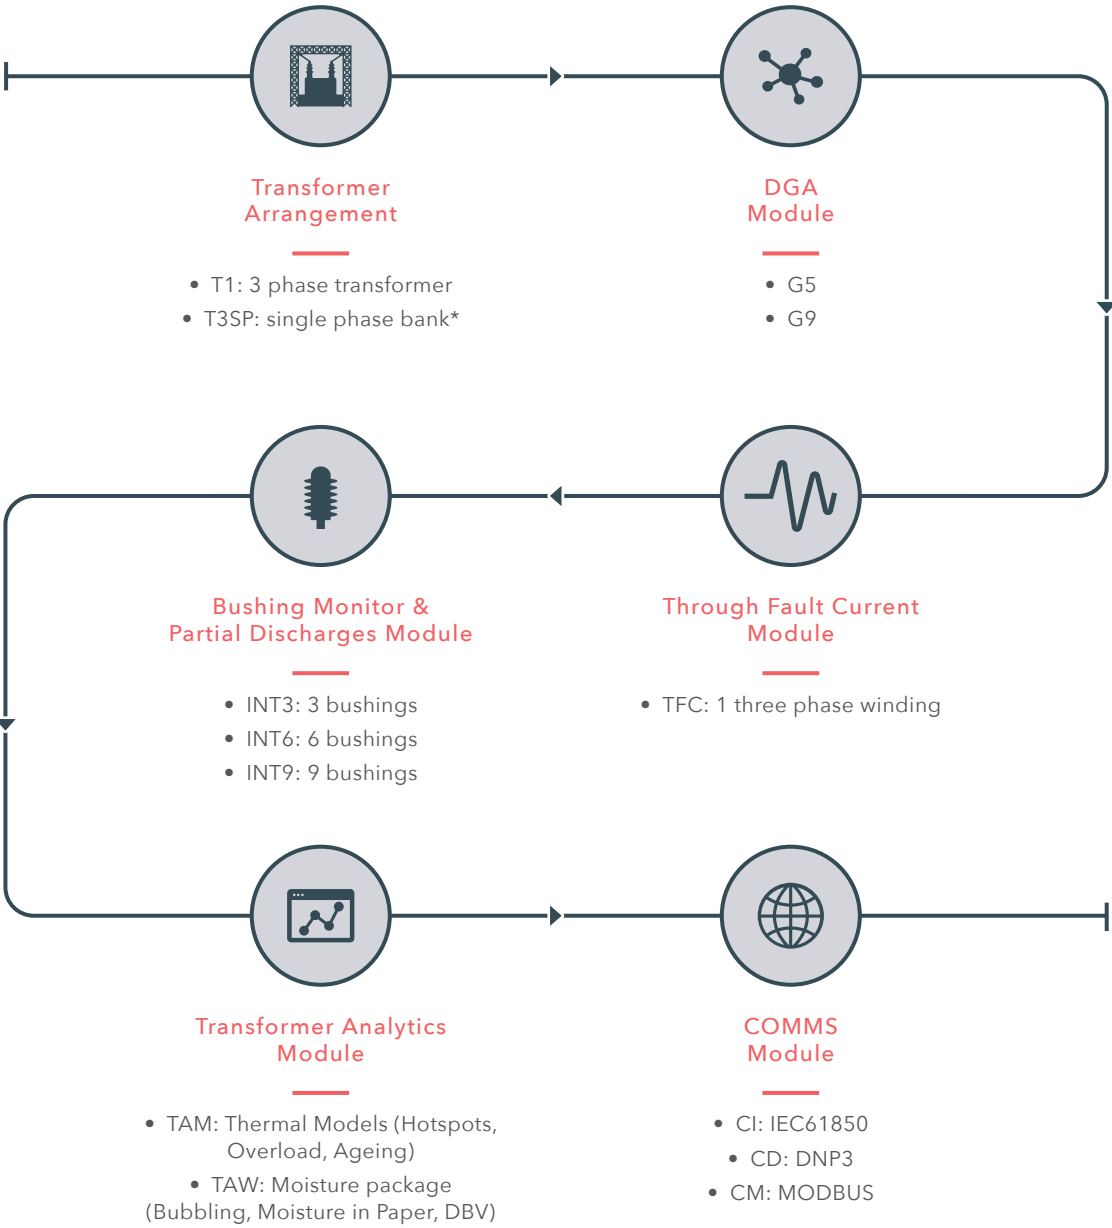 Transformer
Arrangement
• T1: 3 phase transformer
• T3SP: single phase bank*
DGA
Module
• G5
• G9
Through Fault Current
Module
• TFC: 1 three phase winding
Bushing Monitor &
Partial Discharges Module
• INT3: 3 bushings
• INT6: 6 bushings
• INT9: 9 bushings
Transformer Analytics
Module
• TAM: Thermal Models (Hotspots,
Overload, Ageing)
• TAW: Moisture package
(Bubbling, Moisture in Paper, DBV)
COMMS
Module
• CI: IEC61850
• CD: DNP3
• CM: MODBUS